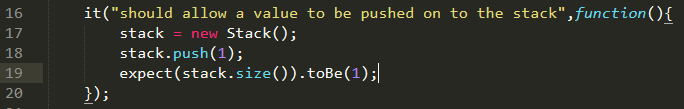 16 it("should allow a value to be pushed on to the stack",function(){
17 stack = new Stack();
18 stack.push(1);
19 expect(stack.size()).toBe(1);
20 });